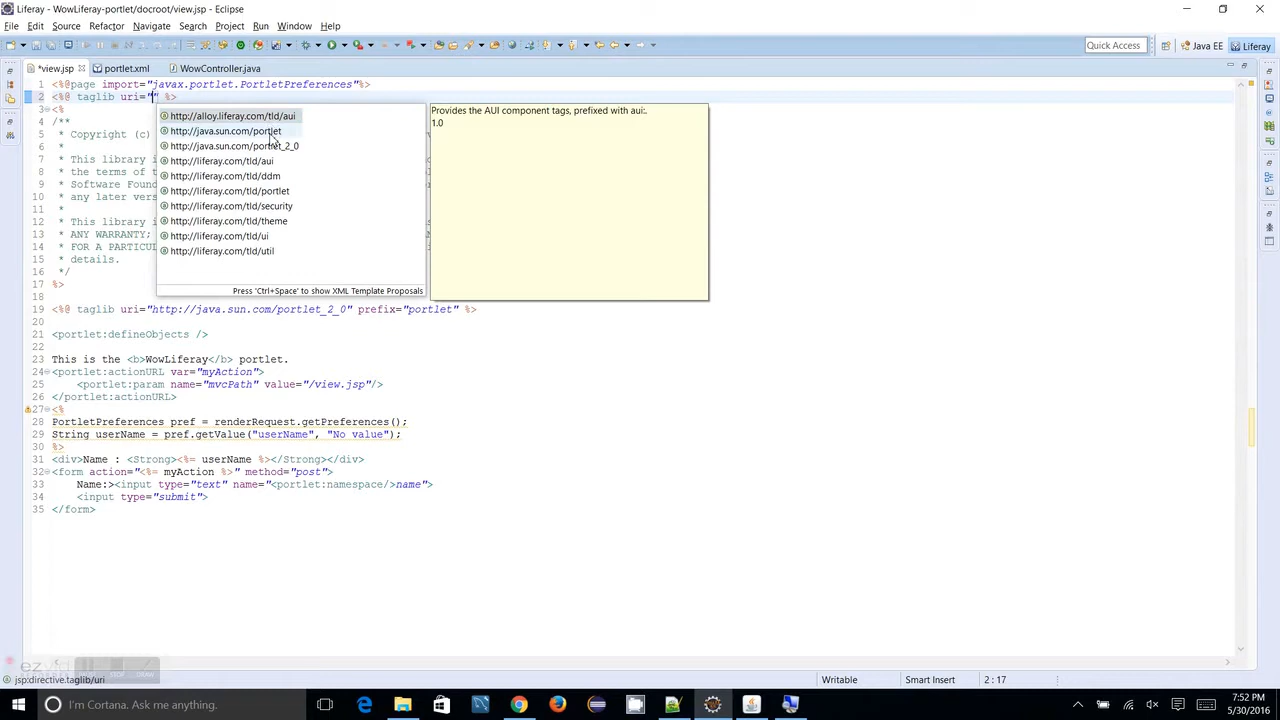 Liferay - WowLiferay-portlet/docroot/view.jsp - Eclipse
File Edit Source Refactor Navigate Search Project Run Window Help
Quick Access Java EE Liferay
*view.jsp portlet.xml WowController.java
1 <%@page import="javax.portlet.PortletPreferences"%>
2 <%@ taglib uri="" %>
3 <%
4 /**
5 * Copyright (c)
6 *
7 * This library i
8 * the terms of t
9 * Software Foun
10 * any later vers
11 *
12 * This library i
13 * ANY WARRANTY;
14 * FOR A PARTICUL
15 * details.
16 */
17 %>
18
19 <%@ taglib uri="http://java.sun.com/portlet_2_0" prefix="portlet" %>
20
21 <portlet:defineObjects />
22
23 This is the <b>WowLiferay</b> portlet.
24 <portlet:actionURL var="myAction">
25 <portlet:param name="mvcPath" value="/view.jsp"/>
26 </portlet:actionURL>
27 <%
28 PortletPreferences pref = renderRequest.getPreferences();
29 String userName = pref.getValue("userName", "No value");
30 %>
31 <div>Name : <Strong><%= userName %></Strong></div>
32 <form action="<%= myAction %>" method="post">
33 Name:><input type="text" name="<portlet:namespace/>name">
34 <input type="submit">
35 </form>
http://alloy.liferay.com/tld/aui
http://java.sun.com/portlet
http://java.sun.com/portlet_2_0
http://liferay.com/tld/aui
http://liferay.com/tld/ddm
http://liferay.com/tld/portlet
http://liferay.com/tld/security
http://liferay.com/tld/theme
http://liferay.com/tld/ui
http://liferay.com/tld/util
Press 'Ctrl+Space' to show XML Template Proposals
Provides the AUI component tags, prefixed with aui:.
1.0
ezvid
STOP DRAW
jsp:directive.taglib/uri
Writable Smart Insert 2 : 17
I'm Cortana. Ask me anything.
7:52 PM
5/30/2016